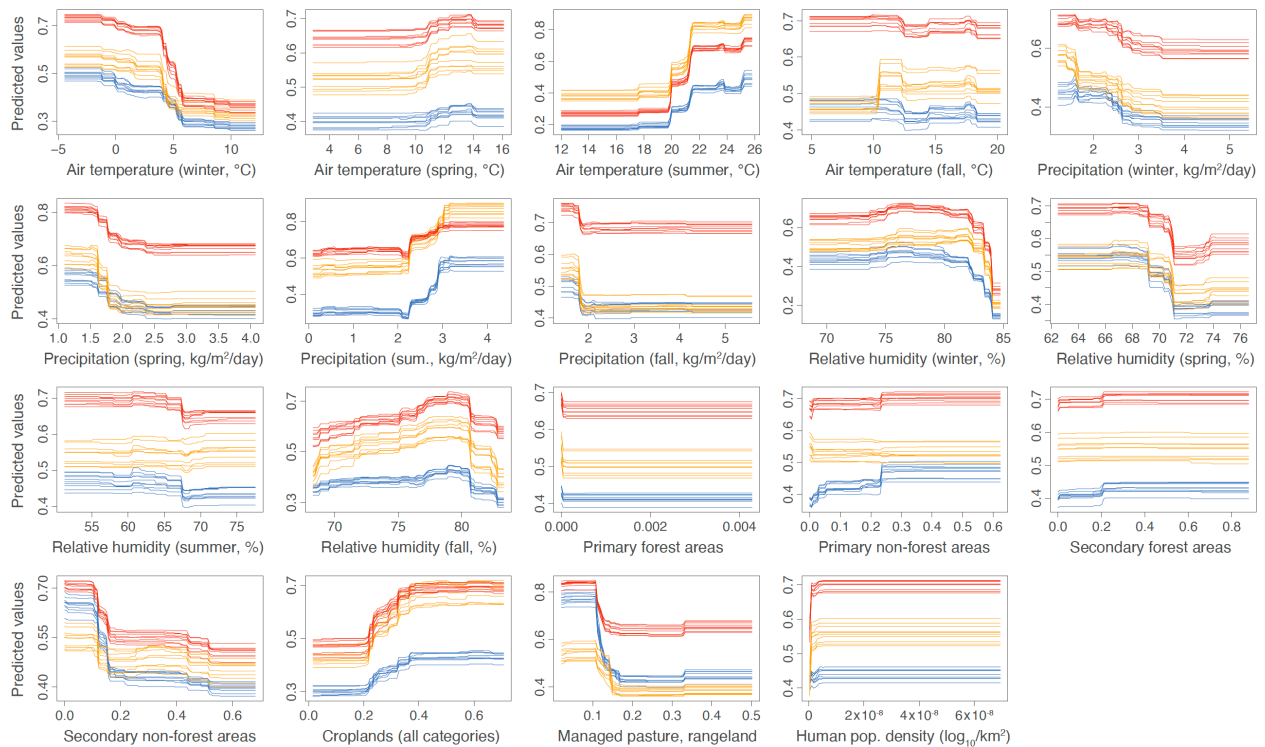 Predicted values
0.3 0.5 0.7
−5 0 5 10
Air temperature (winter, °C)
0.4 0.5 0.6 0.7
4 6 8 10 12 14 16
Air temperature (spring, °C)
0.2 0.4 0.6 0.8
12 14 16 18 20 22 24 26
Air temperature (summer, °C)
0.4 0.5 0.6 0.7
5 10 15 20
Air temperature (fall, °C)
0.4 0.6
2 3 4 5
Precipitation (winter, kg/m²/day)
Predicted values
0.4 0.6 0.8
1.0 1.5 2.0 2.5 3.0 3.5 4.0
Precipitation (spring, kg/m²/day)
0.4 0.6 0.8
0 1 2 3 4
Precipitation (sum., kg/m²/day)
0.4 0.5 0.6 0.7
2 3 4 5
Precipitation (fall, kg/m²/day)
0.2 0.4 0.6
70 75 80 85
Relative humidity (winter, %)
0.4 0.5 0.7
62 64 66 68 70 72 74 76
Relative humidity (spring, %)
Predicted values
0.4 0.5 0.6 0.7
55 60 65 70 75
Relative humidity (summer, %)
0.3 0.5 0.7
70 75 80
Relative humidity (fall, %)
0.4 0.5 0.6 0.7
0.000 0.002 0.004
Primary forest areas
0.4 0.5 0.6 0.7
0.0 0.1 0.2 0.3 0.4 0.5 0.6
Primary non-forest areas
0.4 0.5 0.6 0.7
0.0 0.2 0.4 0.6 0.8
Secondary forest areas
Predicted values
0.40 0.55 0.70
0.0 0.2 0.4 0.6
Secondary non-forest areas
0.3 0.5 0.7
0.0 0.2 0.4 0.6
Croplands (all categories)
0.4 0.6 0.8
0.1 0.2 0.3 0.4 0.5
Managed pasture, rangeland
0.4 0.5 0.6 0.7
0 2 x 10⁻⁸ 4 x 10⁻⁸ 6 x 10⁻⁸
Human pop. density (log₁₀/km²)